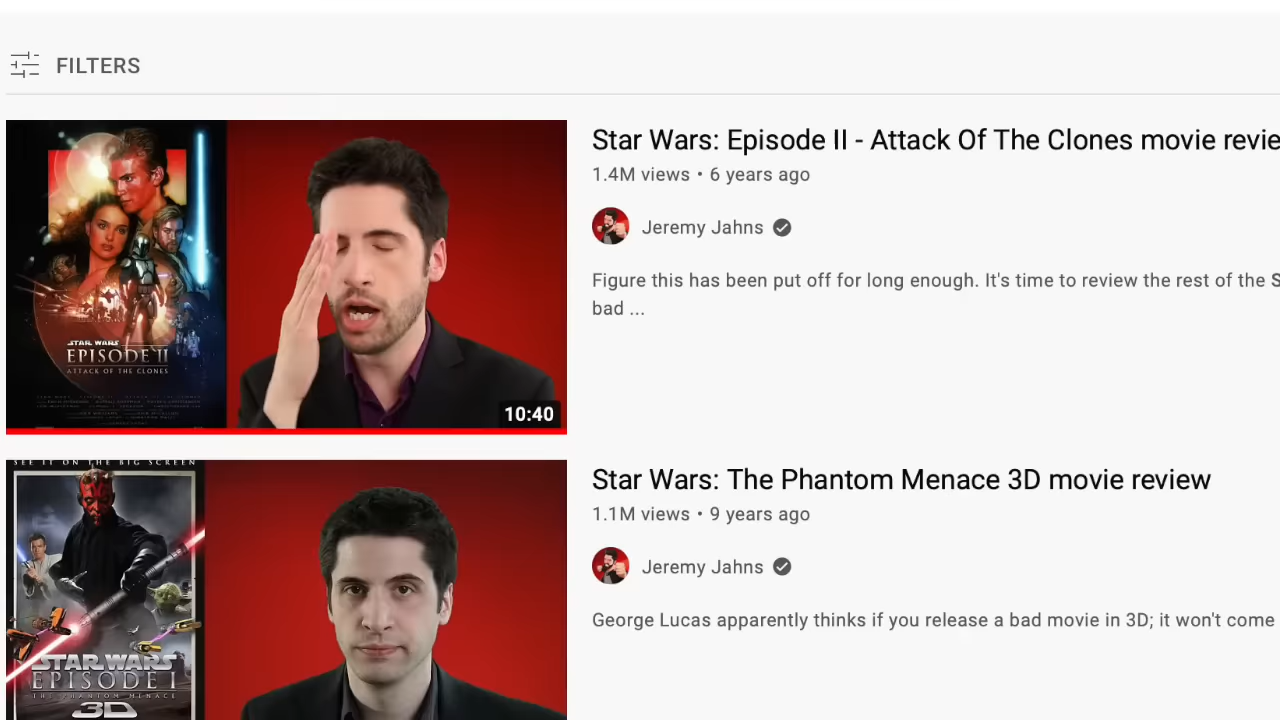 FILTERS
Star Wars: Episode II - Attack Of The Clones movie revie
1.4M views • 6 years ago
Jeremy Jahns
Figure this has been put off for long enough. It's time to review the rest of the S
bad ...
STAR WARS
EPISODE II
ATTACK OF THE CLONES
10:40
SEE IT ON THE BIG SCREEN
Star Wars: The Phantom Menace 3D movie review
1.1M views • 9 years ago
Jeremy Jahns
George Lucas apparently thinks if you release a bad movie in 3D; it won't come
STAR WARS
EPISODE I
THE PHANTOM MENACE
3D